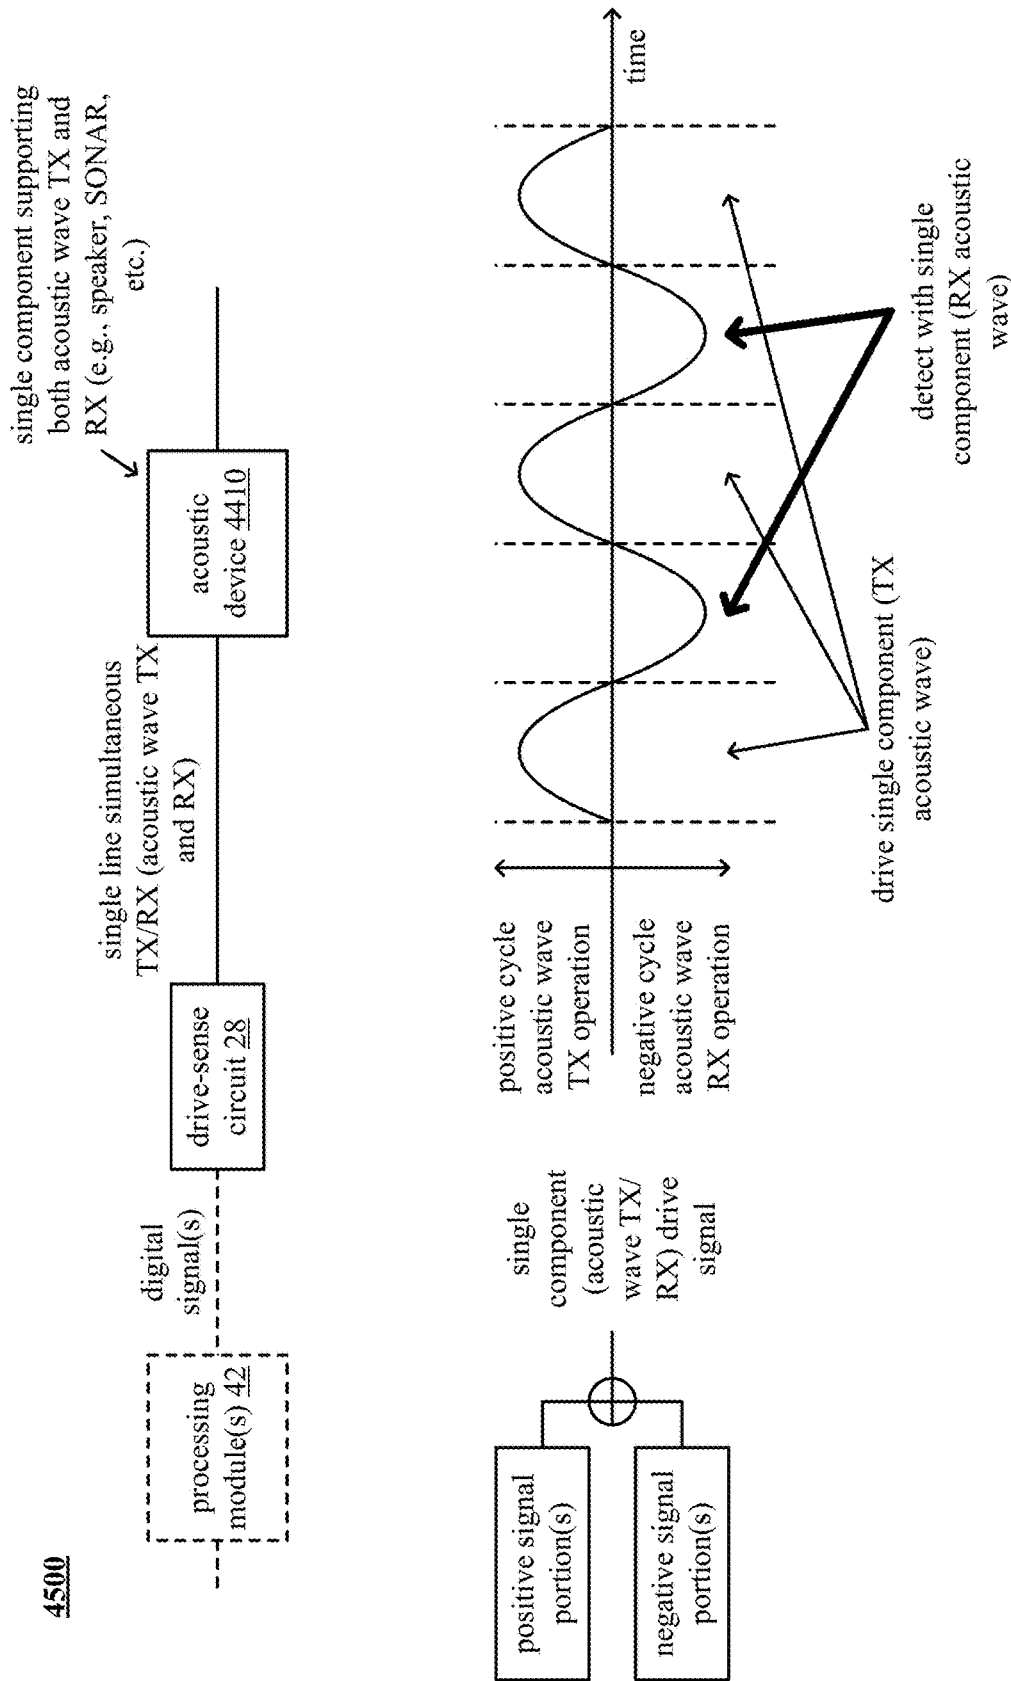 4500
processing
module(s) 42
digital
signal(s)
drive-sense
circuit 28
single line simultaneous
TX/RX (acoustic wave TX
and RX)
acoustic
device 4410
single component supporting
both acoustic wave TX and
RX (e.g., speaker, SONAR,
etc.)
positive signal
portion(s)
negative signal
portion(s)
single
component
(acoustic
wave TX/
RX) drive
signal
positive cycle
acoustic wave
TX operation
negative cycle
acoustic wave
RX operation
time
drive single component (TX
acoustic wave)
detect with single
component (RX acoustic
wave)